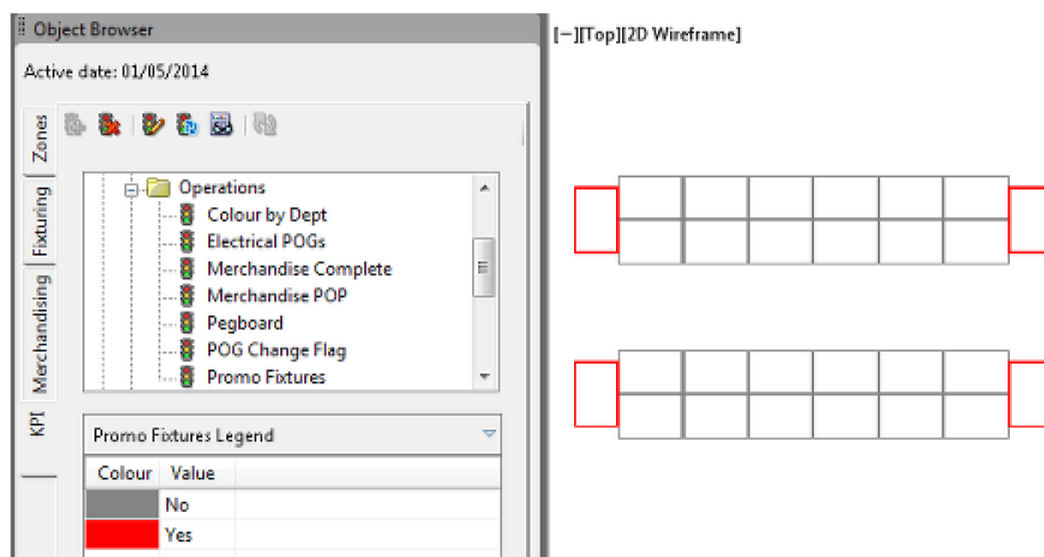 Object Browser
[−][Top][2D Wireframe]
Active date: 01/05/2014
Zones
Fixturing
Merchandising
KPI
Operations
Colour by Dept
Electrical POGs
Merchandise Complete
Merchandise POP
Pegboard
POG Change Flag
Promo Fixtures
Promo Fixtures Legend
Colour Value
No
Yes